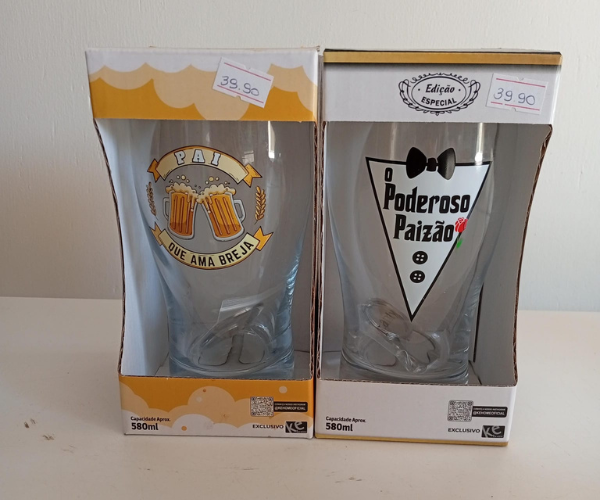 39.90
PAI
QUE AMA BREJA
Capacidade Aprox.
580ml
EXCLUSIVO
Edição
ESPECIAL
39.90
O
Poderoso
Paizão
Capacidade Aprox.
580ml
EXCLUSIVO